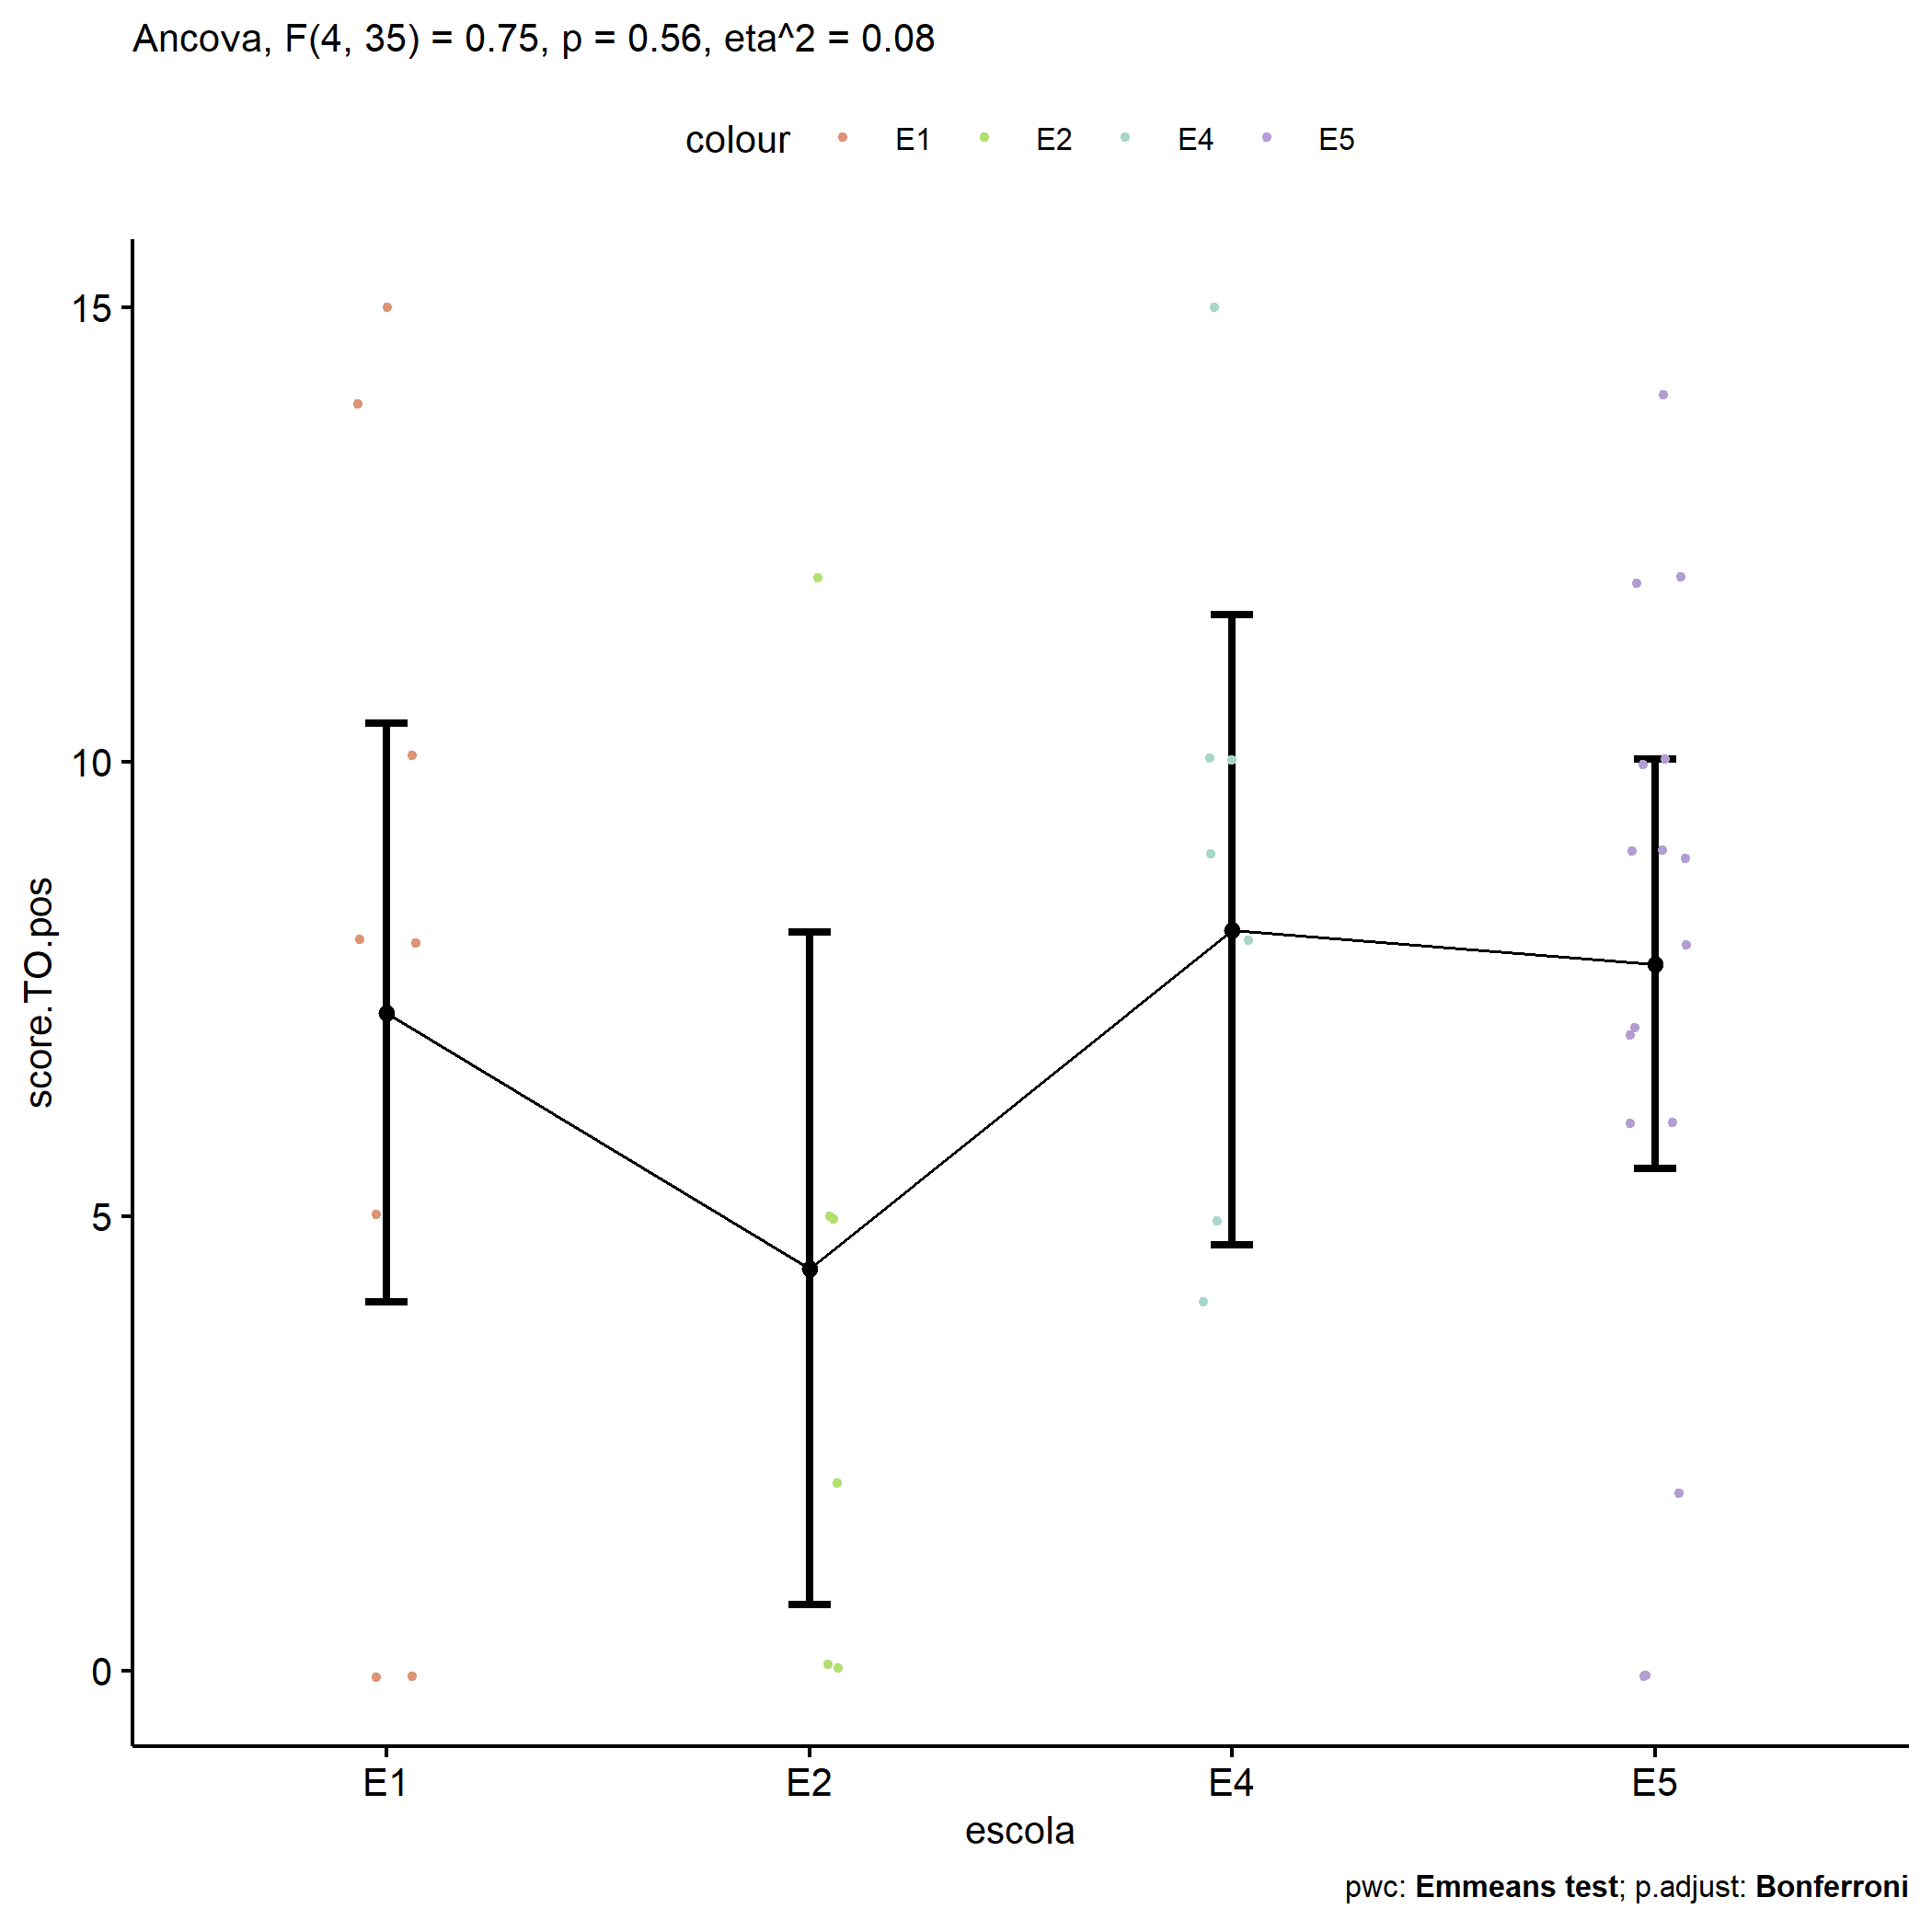 Ancova, F(4, 35) = 0.75, p = 0.56, eta^2 = 0.08
colour E1 E2 E4 E5
15
10
5
0
score.TO.pos
E1 E2 E4 E5
escola
pwc: Emmeans test; p.adjust: Bonferroni